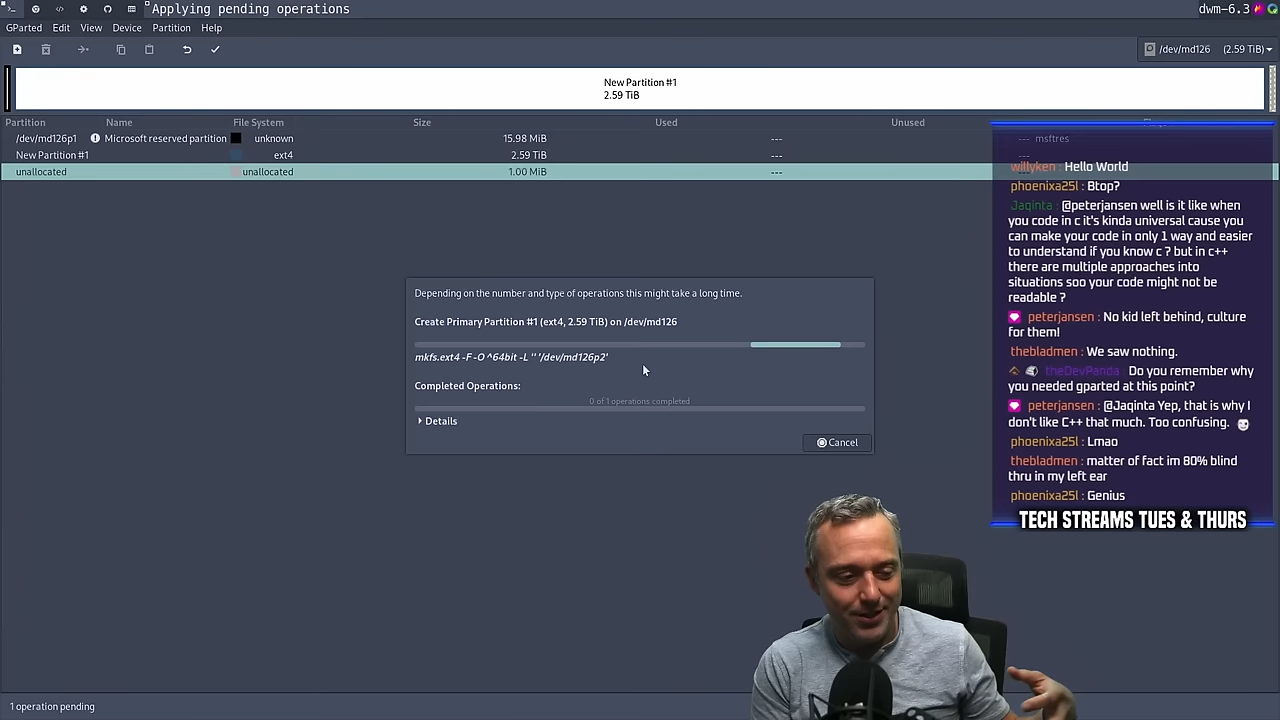 Applying pending operations
dwm-6.3
GParted Edit View Device Partition Help
/dev/md126 (2.59 TiB)
New Partition #1
2.59 TiB
Partition Name File System Size Used Unused
/dev/md126p1 Microsoft reserved partition unknown 15.98 MiB --- --- msftres
New Partition #1 ext4 2.59 TiB --- ---
unallocated unallocated 1.00 MiB ---
willyken : Hello World
phoenixa25l : Btop?
Jaqinta : @peterjansen well is it like when
you code in c it's kinda universal cause you
can make your code in only 1 way and easier
to understand if you know c ? but in c++
there are multiple approaches into
situations soo your code might not be
readable ?
peterjansen : No kid left behind, culture
for them!
thebladmen : We saw nothing.
theDevPanda : Do you remember why
you needed gparted at this point?
peterjansen : @Jaqinta Yep, that is why I
don't like C++ that much. Too confusing.
phoenixa25l : Lmao
thebladmen : matter of fact im 80% blind
thru in my left ear
phoenixa25l : Genius
TECH STREAMS TUES & THURS
Depending on the number and type of operations this might take a long time.
Create Primary Partition #1 (ext4, 2.59 TiB) on /dev/md126
mkfs.ext4 -F -O ^64bit -L '' '/dev/md126p2'
Completed Operations:
0 of 1 operations completed
Details
Cancel
1 operation pending